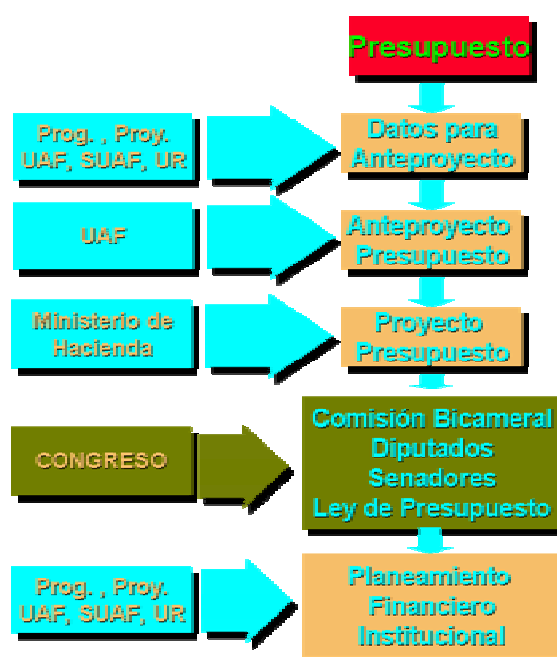 Presupuesto
Prog. , Proy.
UAF, SUAF, UR
Datos para
Anteproyecto
UAF
Anteproyecto
Presupuesto
Ministerio de
Hacienda
Proyecto
Presupuesto
CONGRESO
Comisión Bicameral
Diputados
Senadores
Ley de Presupuesto
Prog. , Proy.
UAF, SUAF, UR
Planeamiento
Financiero
Institucional